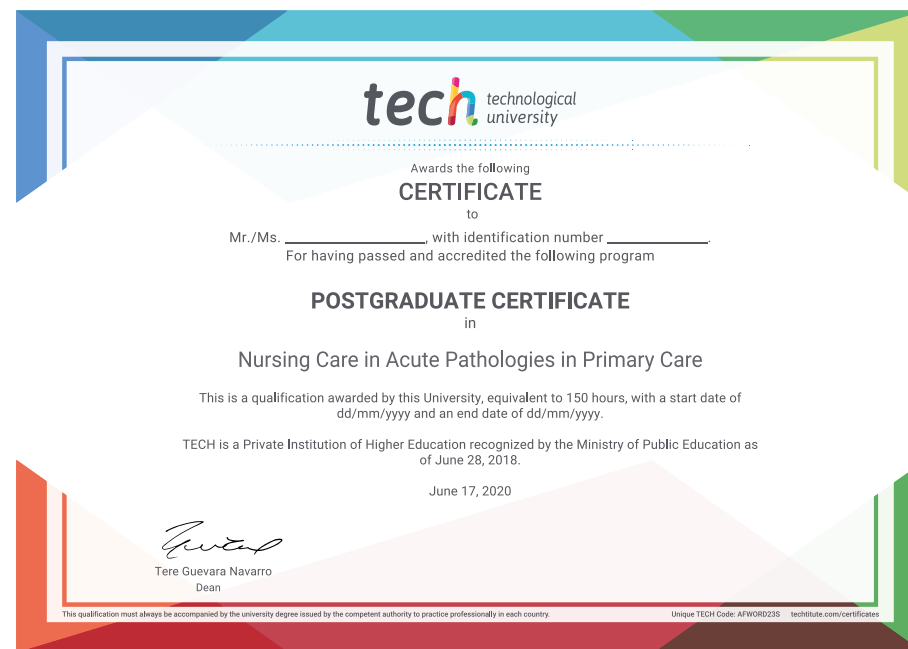 tech technological
university
Awards the following
CERTIFICATE
to
Mr./Ms. ____________________, with identification number ______________.
For having passed and accredited the following program
POSTGRADUATE CERTIFICATE
in
Nursing Care in Acute Pathologies in Primary Care
This is a qualification awarded by this University, equivalent to 150 hours, with a start date of
dd/mm/yyyy and an end date of dd/mm/yyyy.
TECH is a Private Institution of Higher Education recognized by the Ministry of Public Education as
of June 28, 2018.
June 17, 2020
Tere Guevara Navarro
Dean
This qualification must always be accompanied by the university degree issued by the competent authority to practice professionally in each country. Unique TECH Code: AFWORD23S techtitute.com/certificates